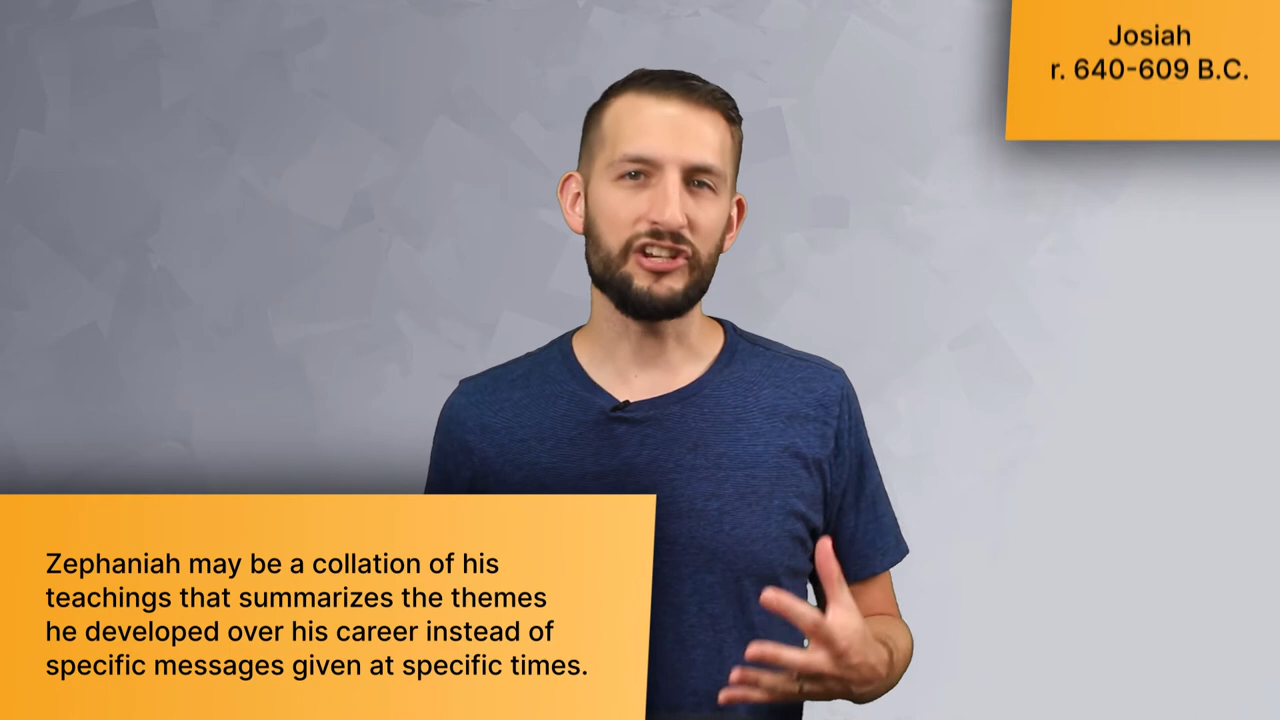 Josiah
r. 640-609 B.C.
Zephaniah may be a collation of his
teachings that summarizes the themes
he developed over his career instead of
specific messages given at specific times.